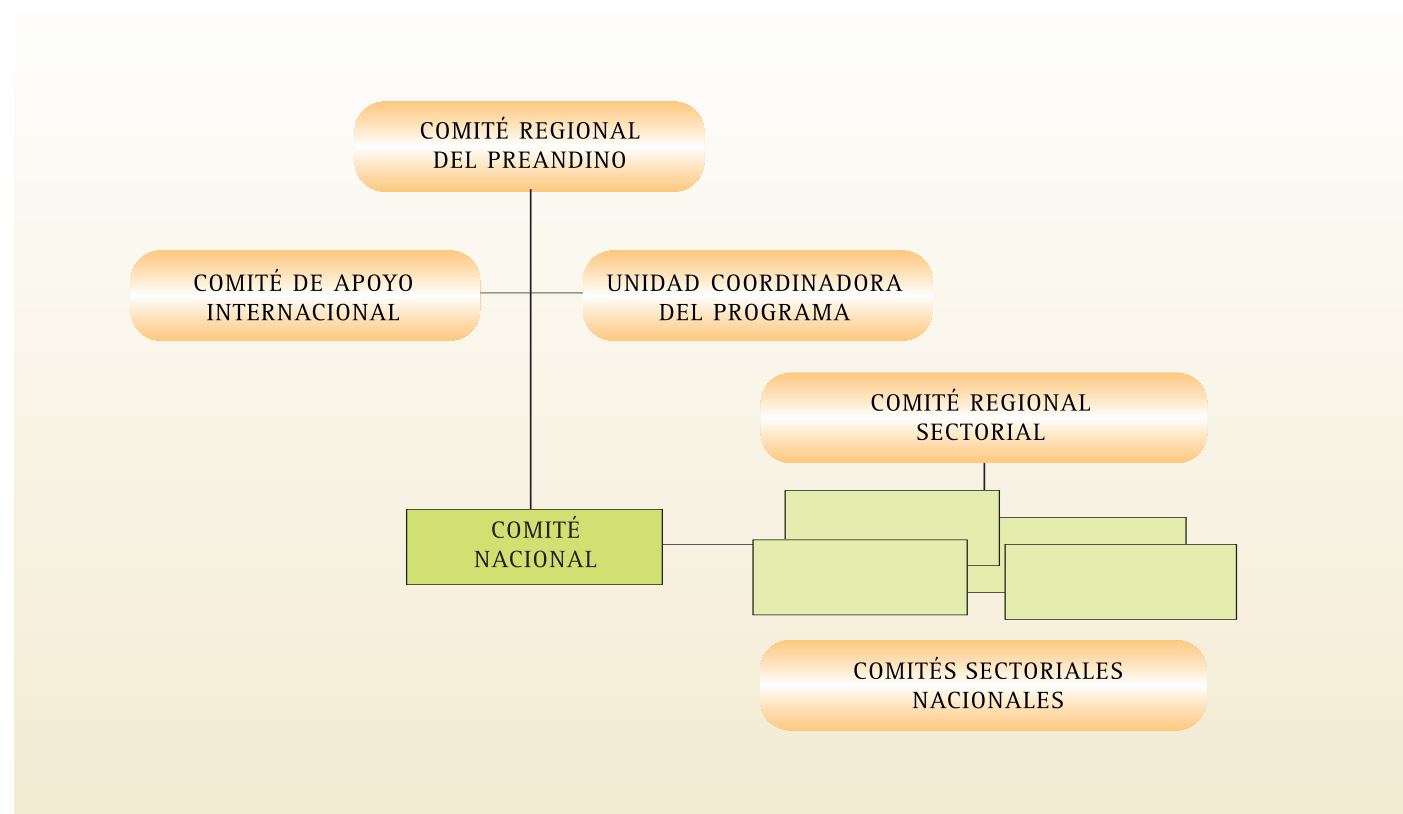 COMITÉ REGIONAL
DEL PREANDINO
COMITÉ DE APOYO
INTERNACIONAL
UNIDAD COORDINADORA
DEL PROGRAMA
COMITÉ REGIONAL
SECTORIAL
COMITÉ
NACIONAL
COMITÉS SECTORIALES
NACIONALES